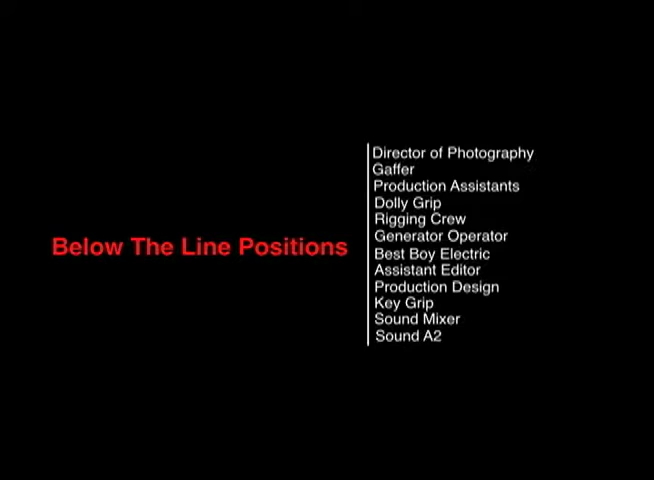 Below The Line Positions
Director of Photography
Gaffer
Production Assistants
Dolly Grip
Rigging Crew
Generator Operator
Best Boy Electric
Assistant Editor
Production Design
Key Grip
Sound Mixer
Sound A2